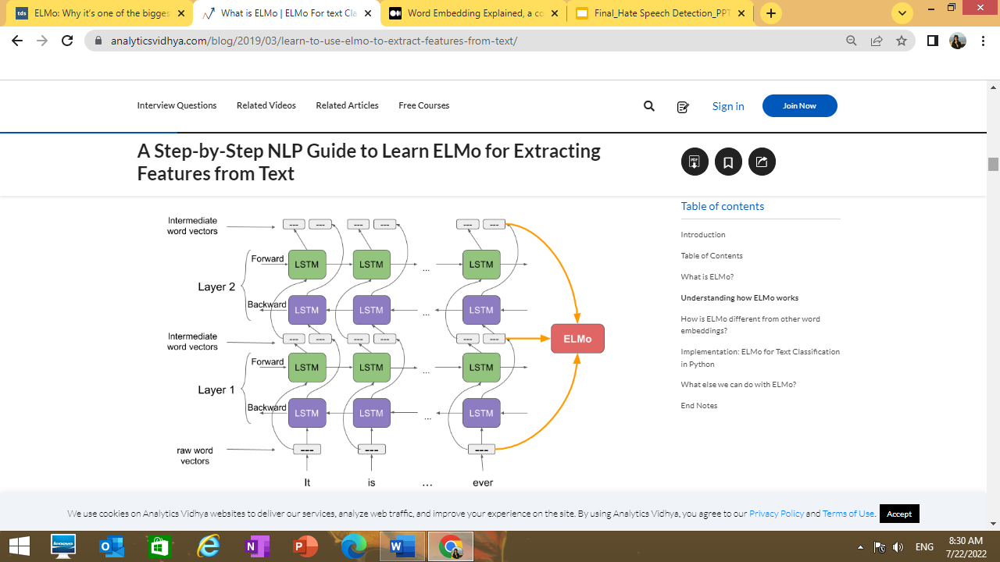 tds ELMo: Why it's one of the bigges
What is ELMo | ELMo For text Cla
Word Embedding Explained, a co
Final_Hate Speech Detection_PPT
analyticsvidhya.com/blog/2019/03/learn-to-use-elmo-to-extract-features-from-text/
Interview Questions Related Videos Related Articles Free Courses Sign in Join Now
A Step-by-Step NLP Guide to Learn ELMo for Extracting
Features from Text
PDF
Table of contents
Introduction
Table of Contents
What is ELMo?
Understanding how ELMo works
How is ELMo different from other word
embeddings?
Implementation: ELMo for Text Classification
in Python
What else we can do with ELMo?
End Notes
Intermediate
word vectors
--- --- --- --- --- ---
Forward
LSTM LSTM ... LSTM
Layer 2
Backward
LSTM LSTM ... LSTM
Intermediate
word vectors
--- --- --- --- --- ---
ELMo
Forward
LSTM LSTM ... LSTM
Layer 1
Backward
LSTM LSTM ... LSTM
raw word
vectors
--- --- ---
It is ... ever
We use cookies on Analytics Vidhya websites to deliver our services, analyze web traffic, and improve your experience on the site. By using Analytics Vidhya, you agree to our Privacy Policy and Terms of Use. Accept
lenovo
ENG
8:30 AM
7/22/2022